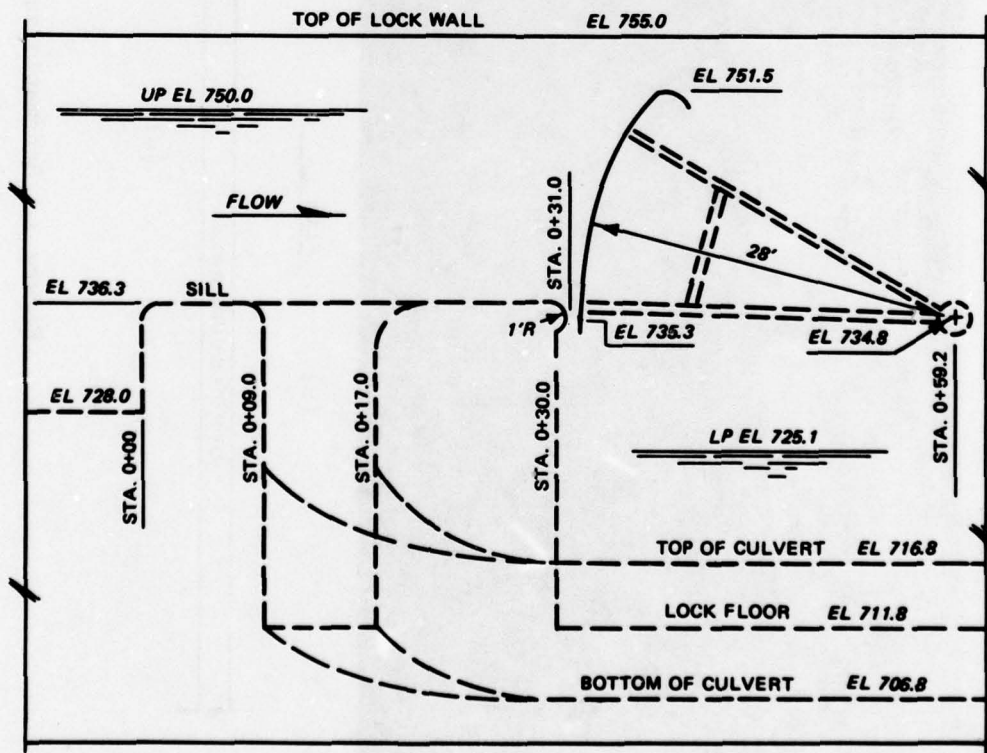 TOP OF LOCK WALL EL 755.0
EL 751.5
UP EL 750.0
FLOW
STA. 0+31.0
28'
EL 736.3 SILL
1'R
EL 735.3
EL 734.8
EL 728.0
STA. 0+00
STA. 0+09.0
STA. 0+17.0
STA. 0+30.0
LP EL 725.1
STA. 0+59.2
TOP OF CULVERT EL 716.8
LOCK FLOOR EL 711.8
BOTTOM OF CULVERT EL 706.8